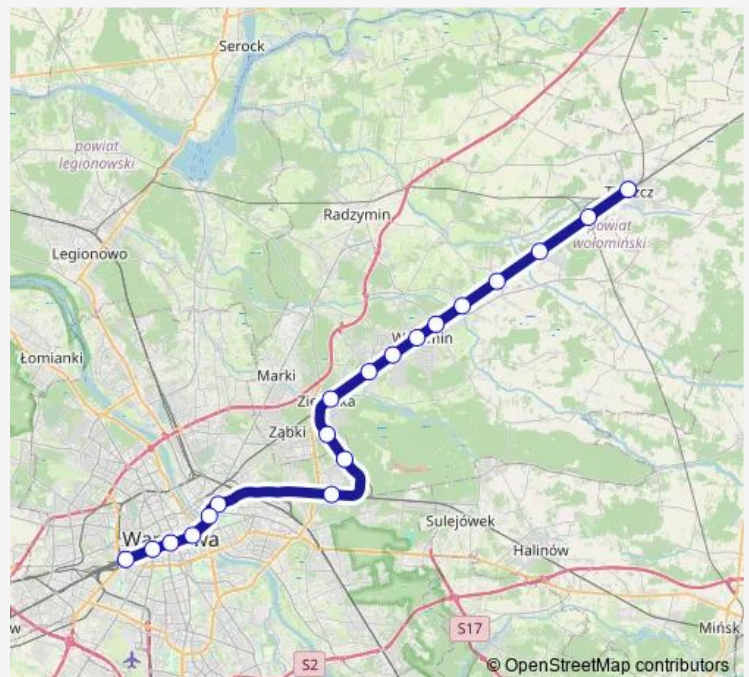 Serock
powiat
legionowski
Radzymin
powiat
wołomiński
Legionowo
Łomianki
Marki
Ząbki
Sulejówek
Halinów
S17
Mińsk
S2
© OpenStreetMap contributors